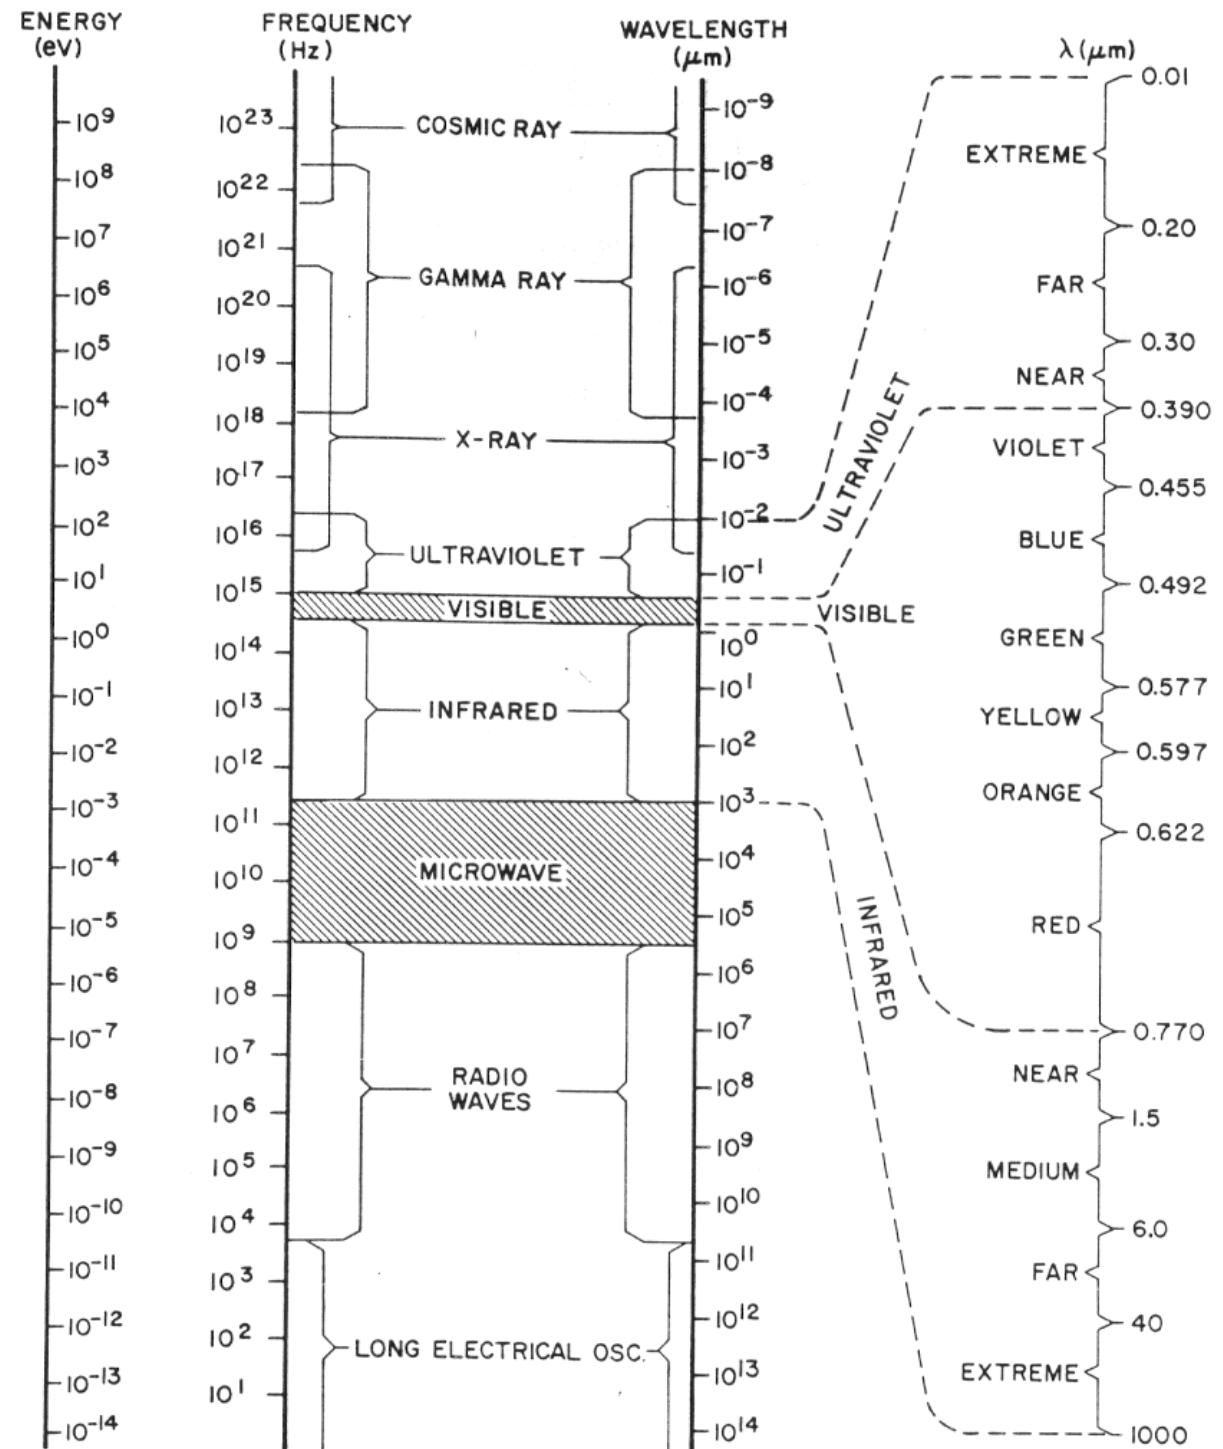 ENERGY
(eV)
FREQUENCY
(Hz)
WAVELENGTH
(μm)
λ(μm)
10⁹
10⁸
10⁷
10⁶
10⁵
10⁴
10³
10²
10¹
10⁰
10⁻¹
10⁻²
10⁻³
10⁻⁴
10⁻⁵
10⁻⁶
10⁻⁷
10⁻⁸
10⁻⁹
10⁻¹⁰
10⁻¹¹
10⁻¹²
10⁻¹³
10⁻¹⁴
10²³
10²²
10²¹
10²⁰
10¹⁹
10¹⁸
10¹⁷
10¹⁶
10¹⁵
10¹⁴
10¹³
10¹²
10¹¹
10¹⁰
10⁹
10⁸
10⁷
10⁶
10⁵
10⁴
10³
10²
10¹
COSMIC RAY
GAMMA RAY
X-RAY
ULTRAVIOLET
VISIBLE
INFRARED
MICROWAVE
RADIO
WAVES
LONG ELECTRICAL OSC.
10⁻⁹
10⁻⁸
10⁻⁷
10⁻⁶
10⁻⁵
10⁻⁴
10⁻³
10⁻²
10⁻¹
10⁰
10¹
10²
10³
10⁴
10⁵
10⁶
10⁷
10⁸
10⁹
10¹⁰
10¹¹
10¹²
10¹³
10¹⁴
ULTRAVIOLET
VISIBLE
INFRARED
0.01
EXTREME
0.20
FAR
0.30
NEAR
0.390
VIOLET
0.455
BLUE
0.492
GREEN
0.577
YELLOW
0.597
ORANGE
0.622
RED
0.770
NEAR
1.5
MEDIUM
6.0
FAR
40
EXTREME
1000